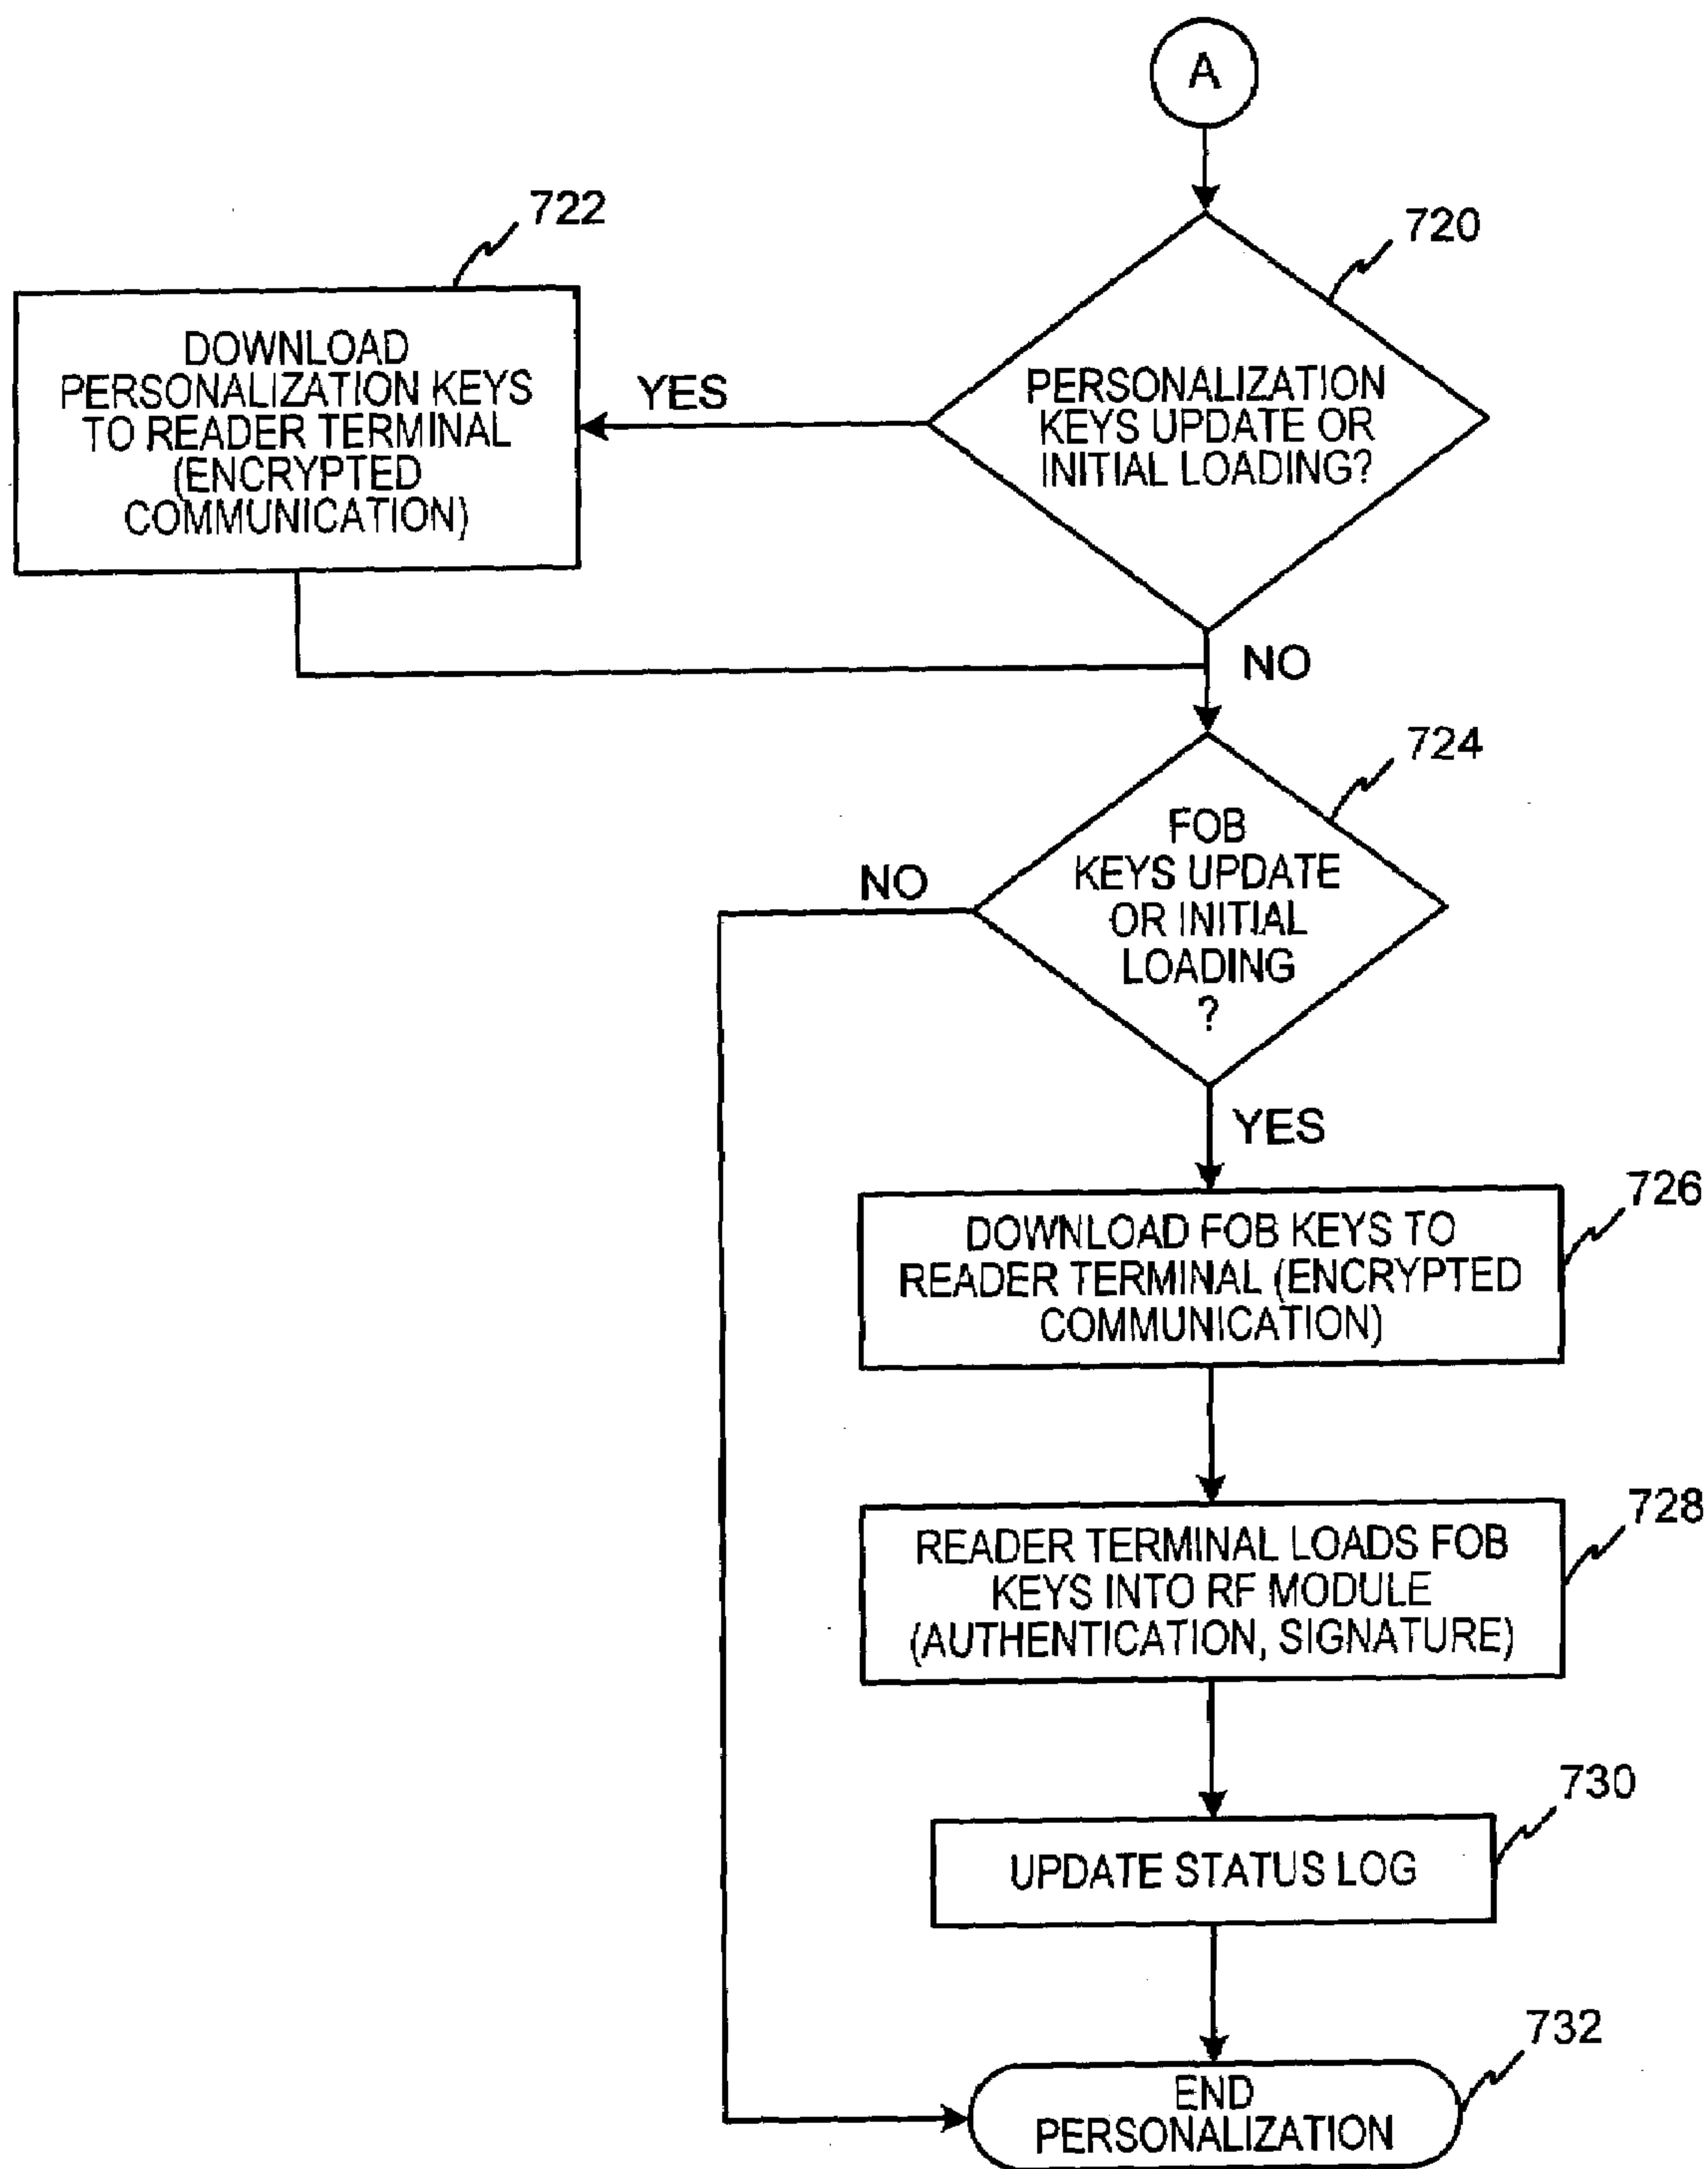 A
720
722
DOWNLOAD
PERSONALIZATION KEYS
TO READER TERMINAL
(ENCRYPTED
COMMUNICATION)
YES
PERSONALIZATION
KEYS UPDATE OR
INITIAL LOADING?
NO
724
FOB
KEYS UPDATE
OR INITIAL
LOADING
?
NO
YES
726
DOWNLOAD FOB KEYS TO
READER TERMINAL (ENCRYPTED
COMMUNICATION)
728
READER TERMINAL LOADS FOB
KEYS INTO RF MODULE
(AUTHENTICATION, SIGNATURE)
730
UPDATE STATUS LOG
732
END
PERSONALIZATION